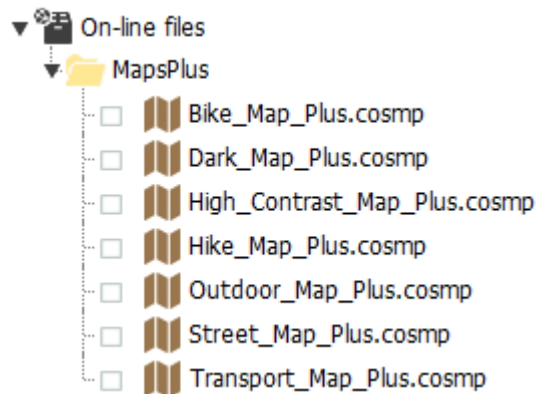 On-line files
MapsPlus
Bike_Map_Plus.cosmp
Dark_Map_Plus.cosmp
High_Contrast_Map_Plus.cosmp
Hike_Map_Plus.cosmp
Outdoor_Map_Plus.cosmp
Street_Map_Plus.cosmp
Transport_Map_Plus.cosmp